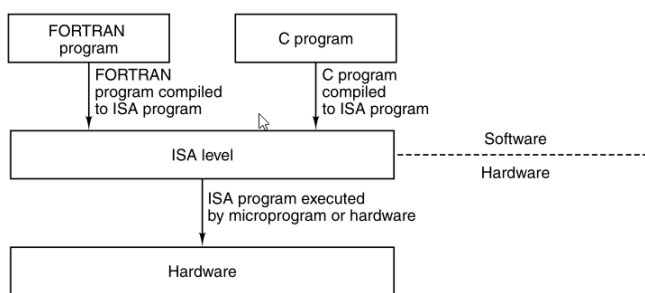 FORTRAN
program
C program
FORTRAN
program compiled
to ISA program
C program
compiled
to ISA program
ISA level
Software
Hardware
ISA program executed
by microprogram or hardware
Hardware